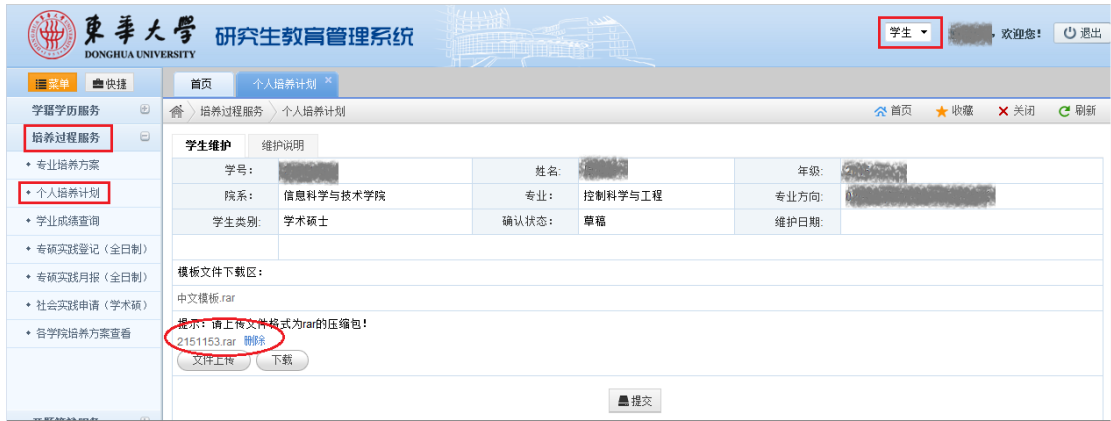 東華大學 研究生教育管理系统 学生 , 欢迎您! 退出
DONGHUA UNIVERSITY
菜单 快捷 首页 个人培养计划 ×
学籍学历服务 培养过程服务 个人培养计划 首页 收藏 关闭 刷新
培养过程服务 学生维护 维护说明
专业培养方案 学号: 姓名: 年级:
个人培养计划 院系: 信息科学与技术学院 专业: 控制科学与工程 专业方向:
学业成绩查询 学生类别: 学术硕士 确认状态: 草稿 维护日期:
专硕实践登记（全日制）
专硕实践月报（全日制） 模板文件下载区:
社会实践申请（学术硕） 中文模板.rar
各学院培养方案查看 提示: 请上传文件格式为rar的压缩包!
2151153.rar 删除
文件上传 下载
提交